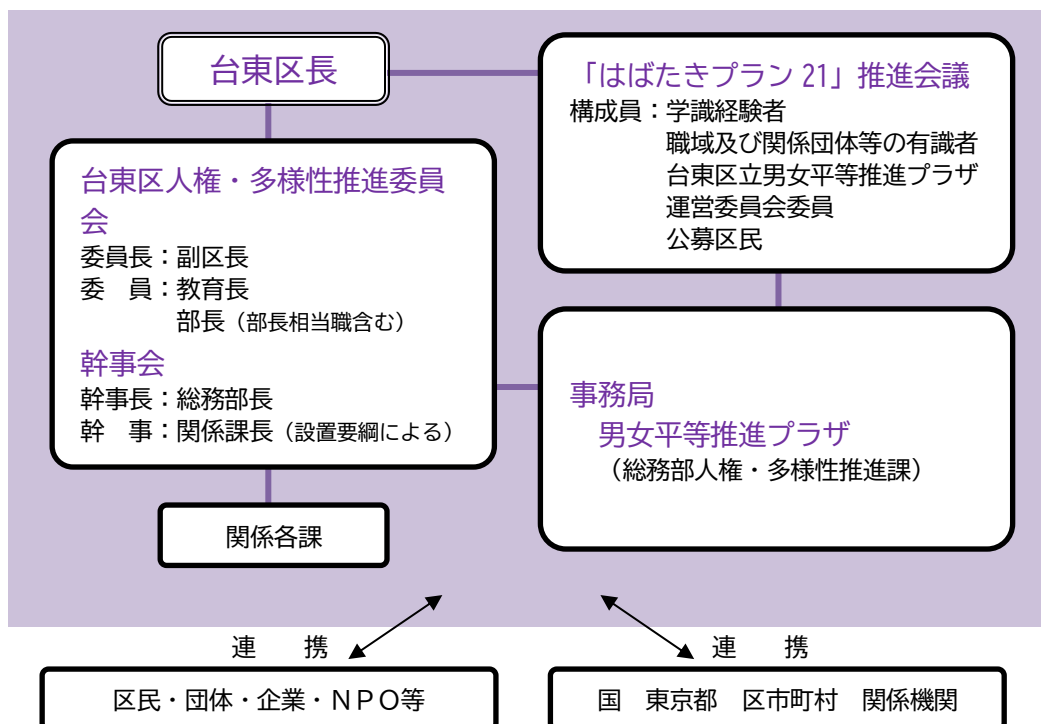 台東区長
「はばたきプラン 21」推進会議
構成員：学識経験者
職域及び関係団体等の有識者
台東区立男女平等推進プラザ
運営委員会委員
公募区民
台東区人権・多様性推進委員
会
委員長：副区長
委　員：教育長
部長（部長相当職含む）
幹事会
幹事長：総務部長
幹　事：関係課長（設置要綱による）
事務局
男女平等推進プラザ
（総務部人権・多様性推進課）
関係各課
連　携
連　携
区民・団体・企業・ＮＰＯ等
国　東京都　区市町村　関係機関